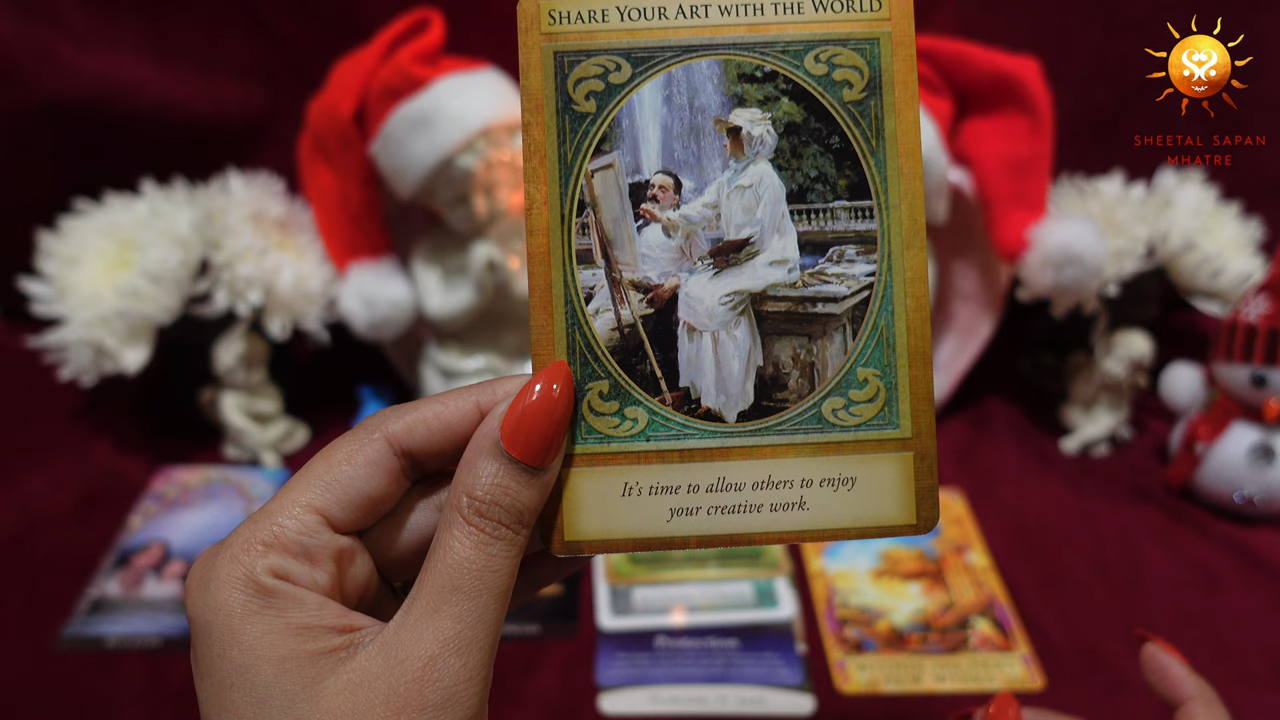 SHARE YOUR ART WITH THE WORLD
SHEETAL SAPAN
MHATRE
It's time to allow others to enjoy
your creative work.
Protection